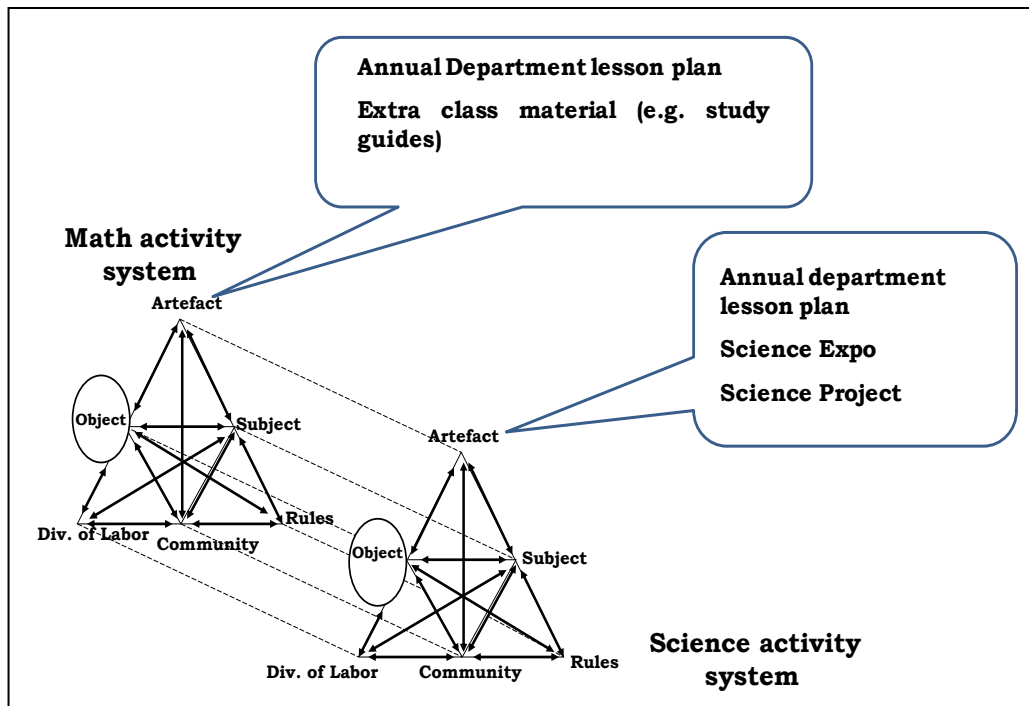 Annual Department lesson plan
Extra class material (e.g. study
guides)
Math activity
system
Artefact
Object
Subject
Div. of Labor
Community
Rules
Annual department
lesson plan
Science Expo
Science Project
Artefact
Object
Subject
Div. of Labor
Community
Rules
Science activity
system